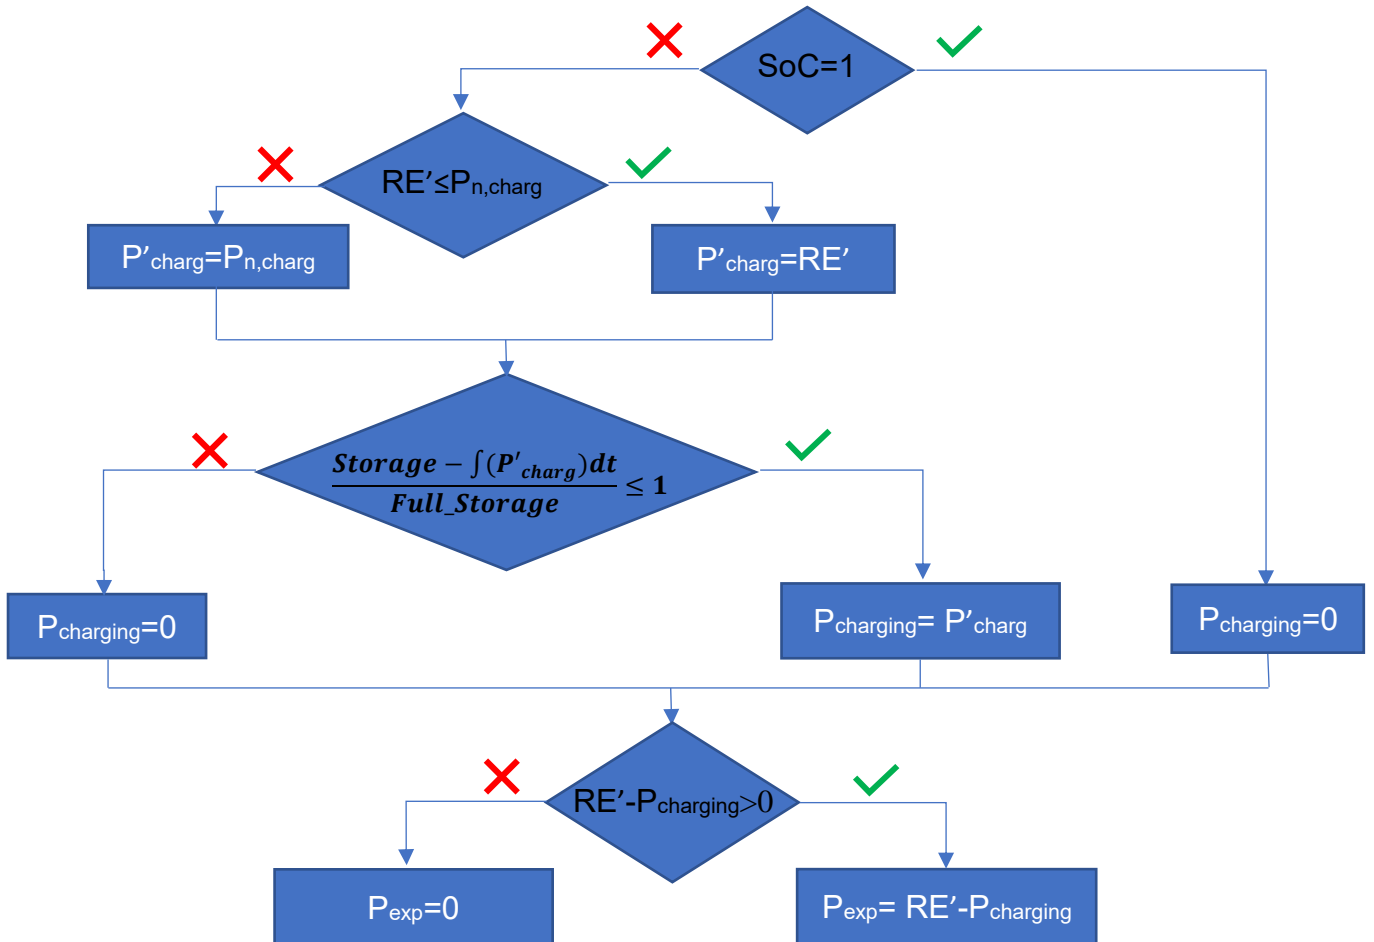 SoC=1
RE’≤Pn,charg
P’charg=Pn,charg
P’charg=RE’
Storage − ∫(P′charg)dt
Full_Storage
≤ 1
Pcharging=0
Pcharging= P’charg
Pcharging=0
RE’-Pcharging>0
Pexp=0
Pexp= RE’-Pcharging